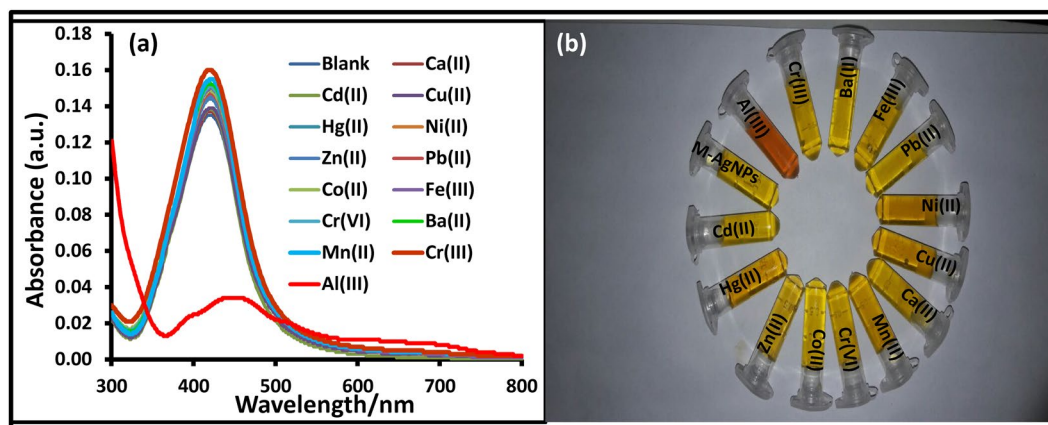 (a)
0.18
0.16
0.14
0.12
0.10
0.08
0.06
0.04
0.02
0.00
Absorbance (a.u.)
300 400 500 600 700 800
Wavelength/nm
Blank Ca(II)
Cd(II) Cu(II)
Hg(II) Ni(II)
Zn(II) Pb(II)
Co(II) Fe(III)
Cr(VI) Ba(II)
Mn(II) Cr(III)
Al(III)
(b)
Ba(II)
Fe(III)
Pb(II)
Ni(II)
Cu(II)
Ca(II)
Mn(II)
Cr(VI)
Co(II)
Zn(II)
Hg(II)
Cd(II)
M-AgNPs
Al(III)
Cr(III)